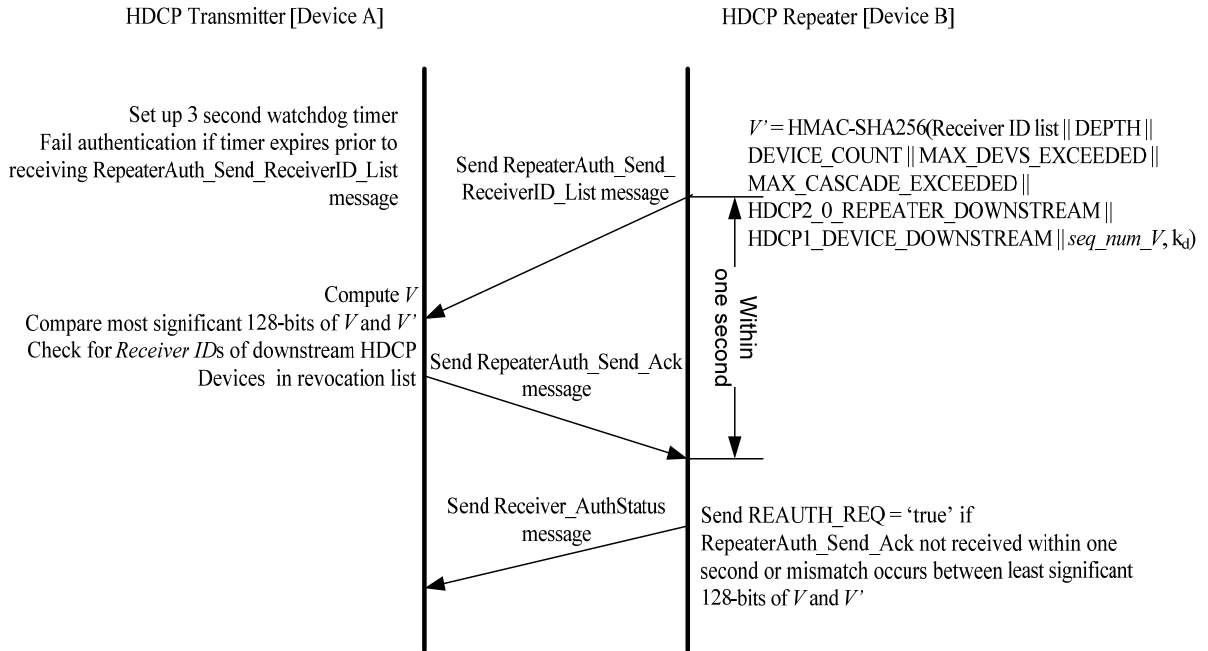 HDCP Transmitter [Device A]
HDCP Repeater [Device B]
Set up 3 second watchdog timer
Fail authentication if timer expires prior to
receiving RepeaterAuth_Send_ReceiverID_List
message
Send RepeaterAuth_Send_
ReceiverID_List message
V’ = HMAC-SHA256(Receiver ID list || DEPTH ||
DEVICE_COUNT || MAX_DEVS_EXCEEDED ||
MAX_CASCADE_EXCEEDED ||
HDCP2_0_REPEATER_DOWNSTREAM ||
HDCP1_DEVICE_DOWNSTREAM || seq_num_V, kd)
Within
one second
Compute V
Compare most significant 128-bits of V and V’
Check for Receiver IDs of downstream HDCP
Devices in revocation list
Send RepeaterAuth_Send_Ack
message
Send Receiver_AuthStatus
message
Send REAUTH_REQ = ‘true’ if
RepeaterAuth_Send_Ack not received within one
second or mismatch occurs between least significant
128-bits of V and V’